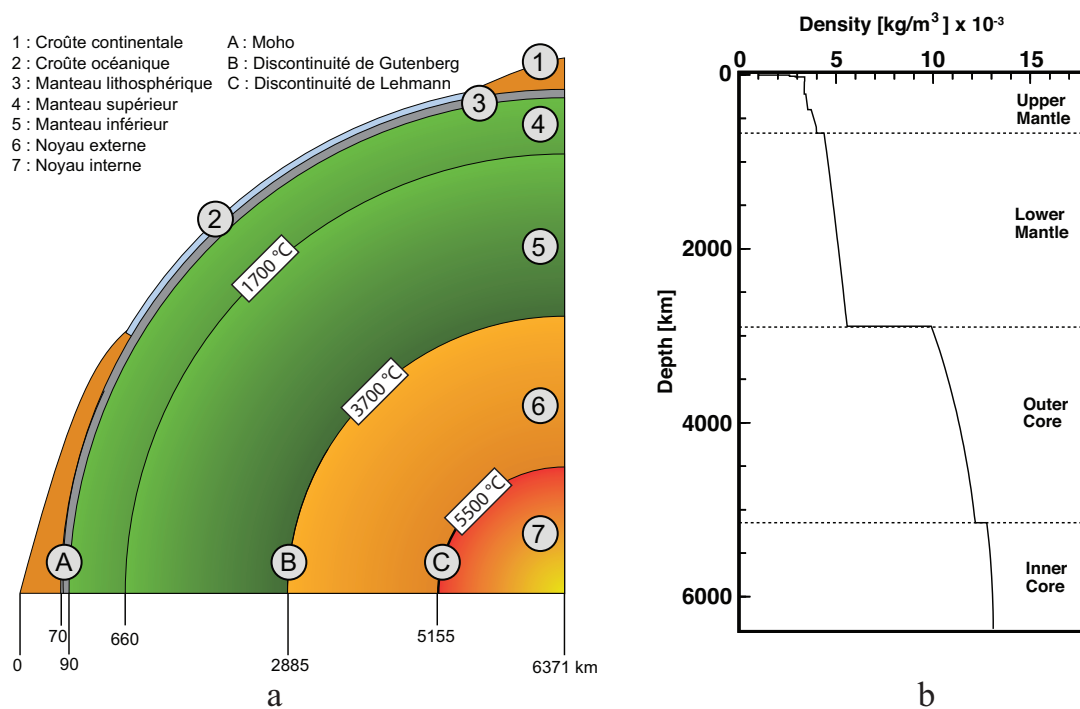 1 : Croûte continentale
2 : Croûte océanique
3 : Manteau lithosphérique
4 : Manteau supérieur
5 : Manteau inférieur
6 : Noyau externe
7 : Noyau interne
A : Moho
B : Discontinuité de Gutenberg
C : Discontinuité de Lehmann
1
3
4
2
5
1700 °C
3700 °C
6
5500 °C
7
A
B
C
70
660
5155
0
90
2885
6371 km
a
Density [kg/m³] x 10⁻³
0
5
10
15
0
Upper
Mantle
Lower
Mantle
2000
Depth [km]
Outer
Core
4000
Inner
Core
6000
b